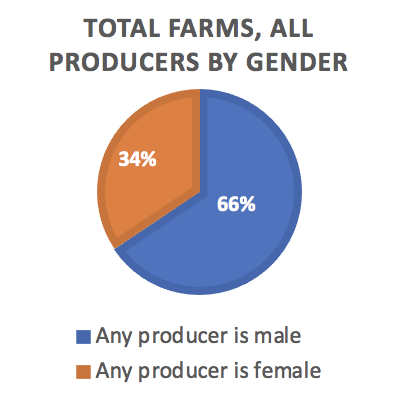 TOTAL FARMS, ALL
PRODUCERS BY GENDER
34%
66%
Any producer is male
Any producer is female